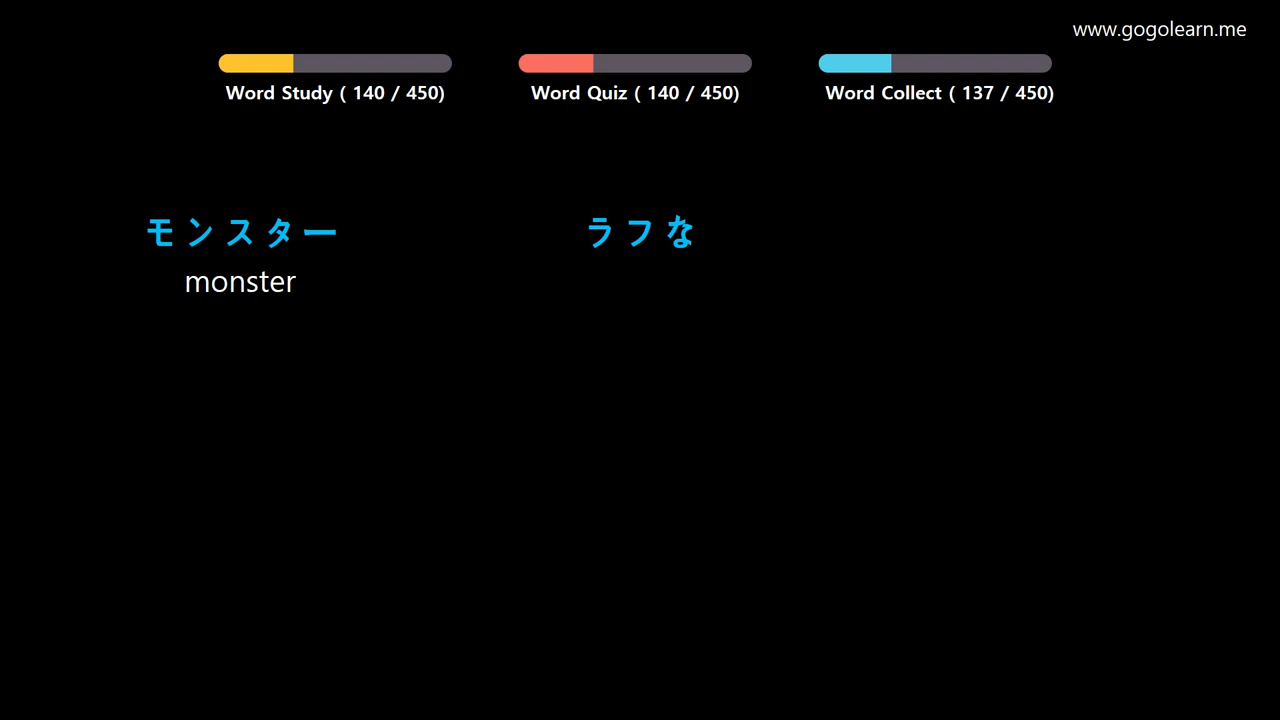 www.gogolearn.me
Word Study ( 140 / 450)
Word Quiz ( 140 / 450)
Word Collect ( 137 / 450)
モンスター
monster
ラフな